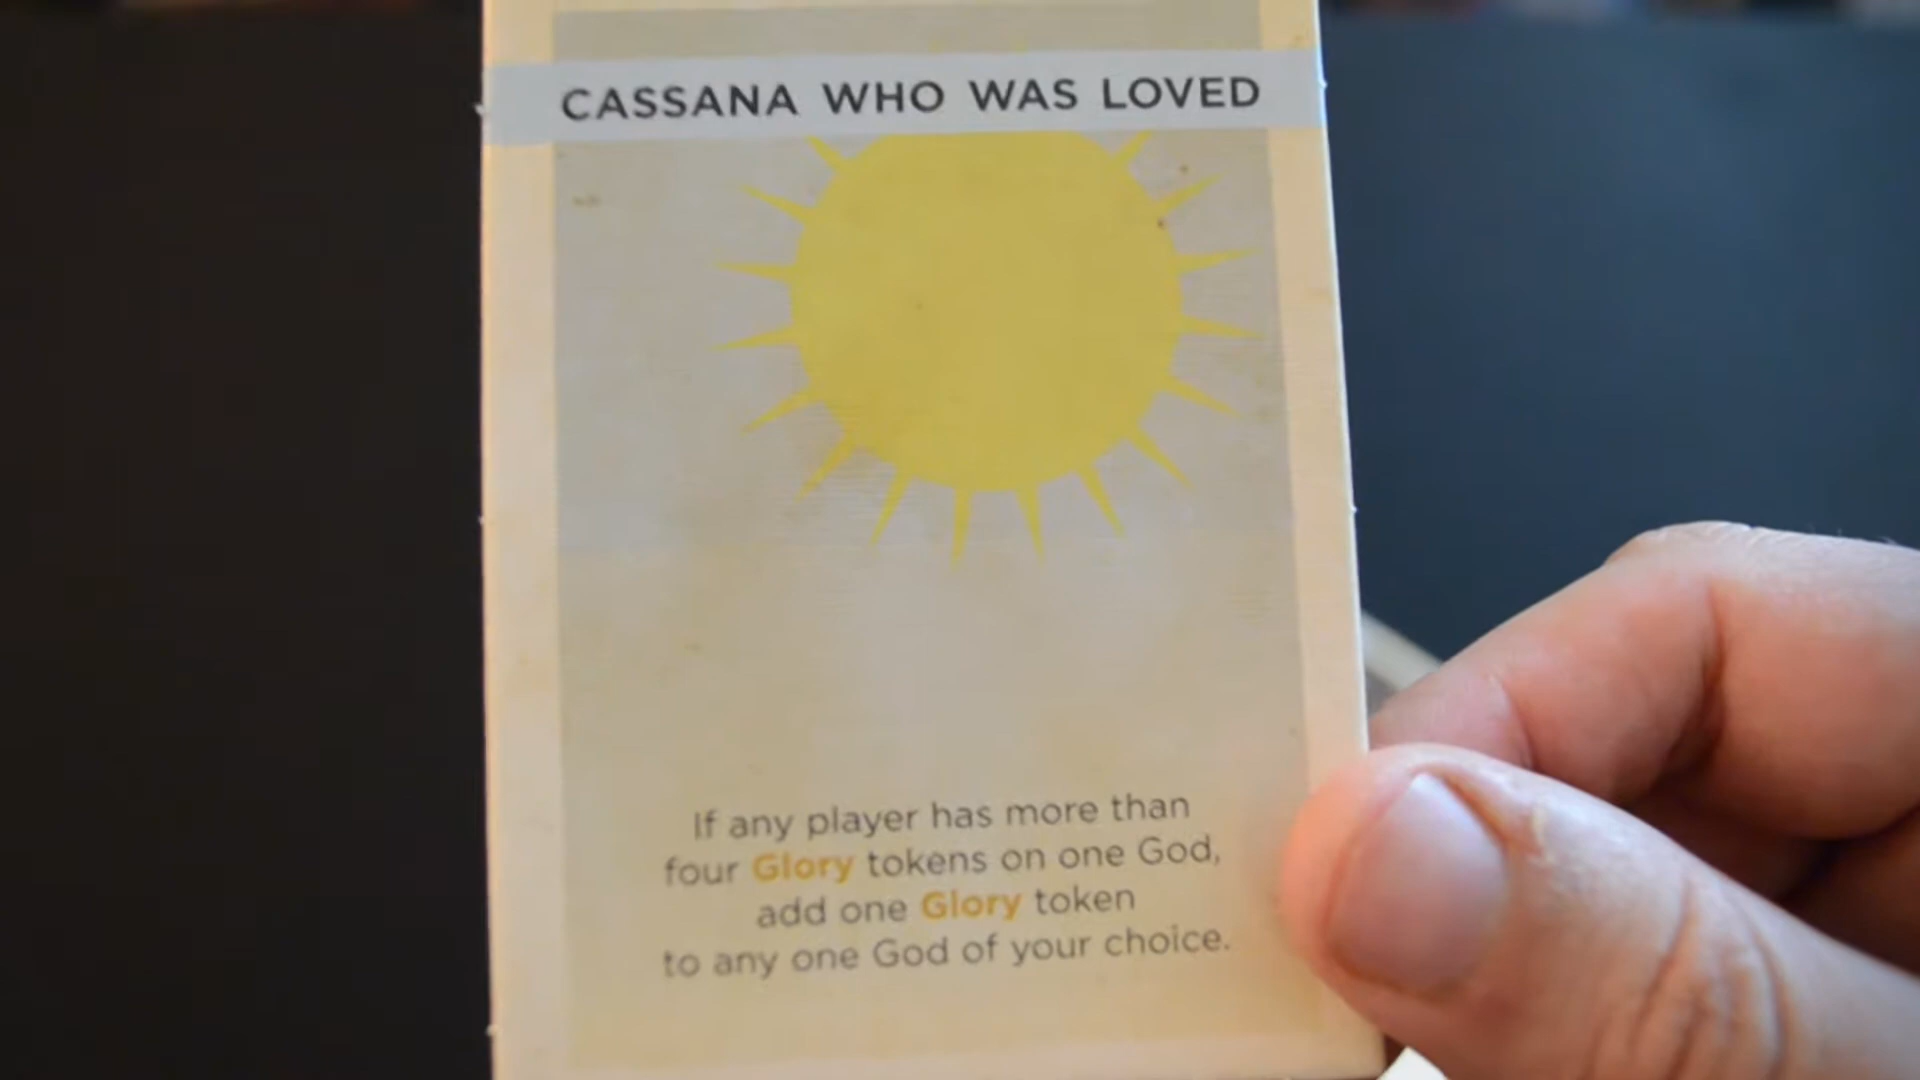 CASSANA WHO WAS LOVED
If any player has more than
four Glory tokens on one God,
add one Glory token
to any one God of your choice.